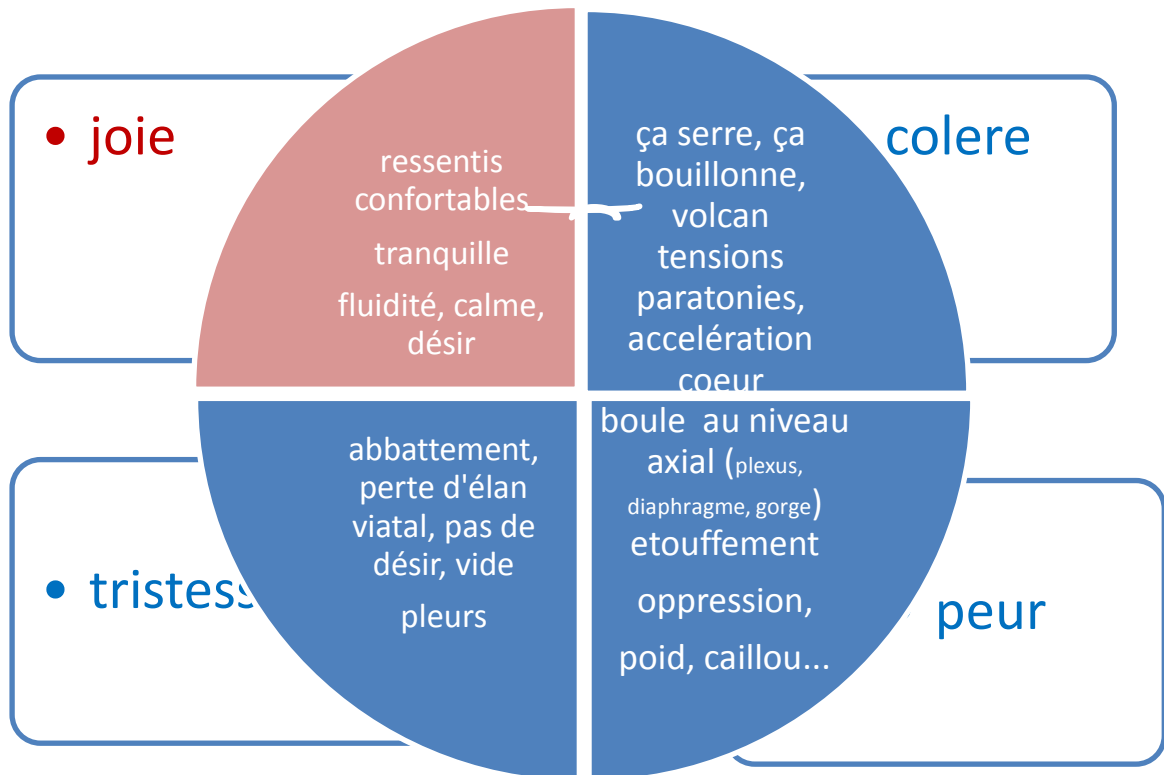 • joie
ressentis
confortables
tranquille
fluidité, calme,
désir
colere
ça serre, ça
bouillonne,
volcan
tensions
paratonies,
accelération
coeur
• tristess
abbattement,
perte d'élan
viatal, pas de
désir, vide
pleurs
peur
boule au niveau
axial (plexus,
diaphragme, gorge)
etouffement
oppression,
poid, caillou...